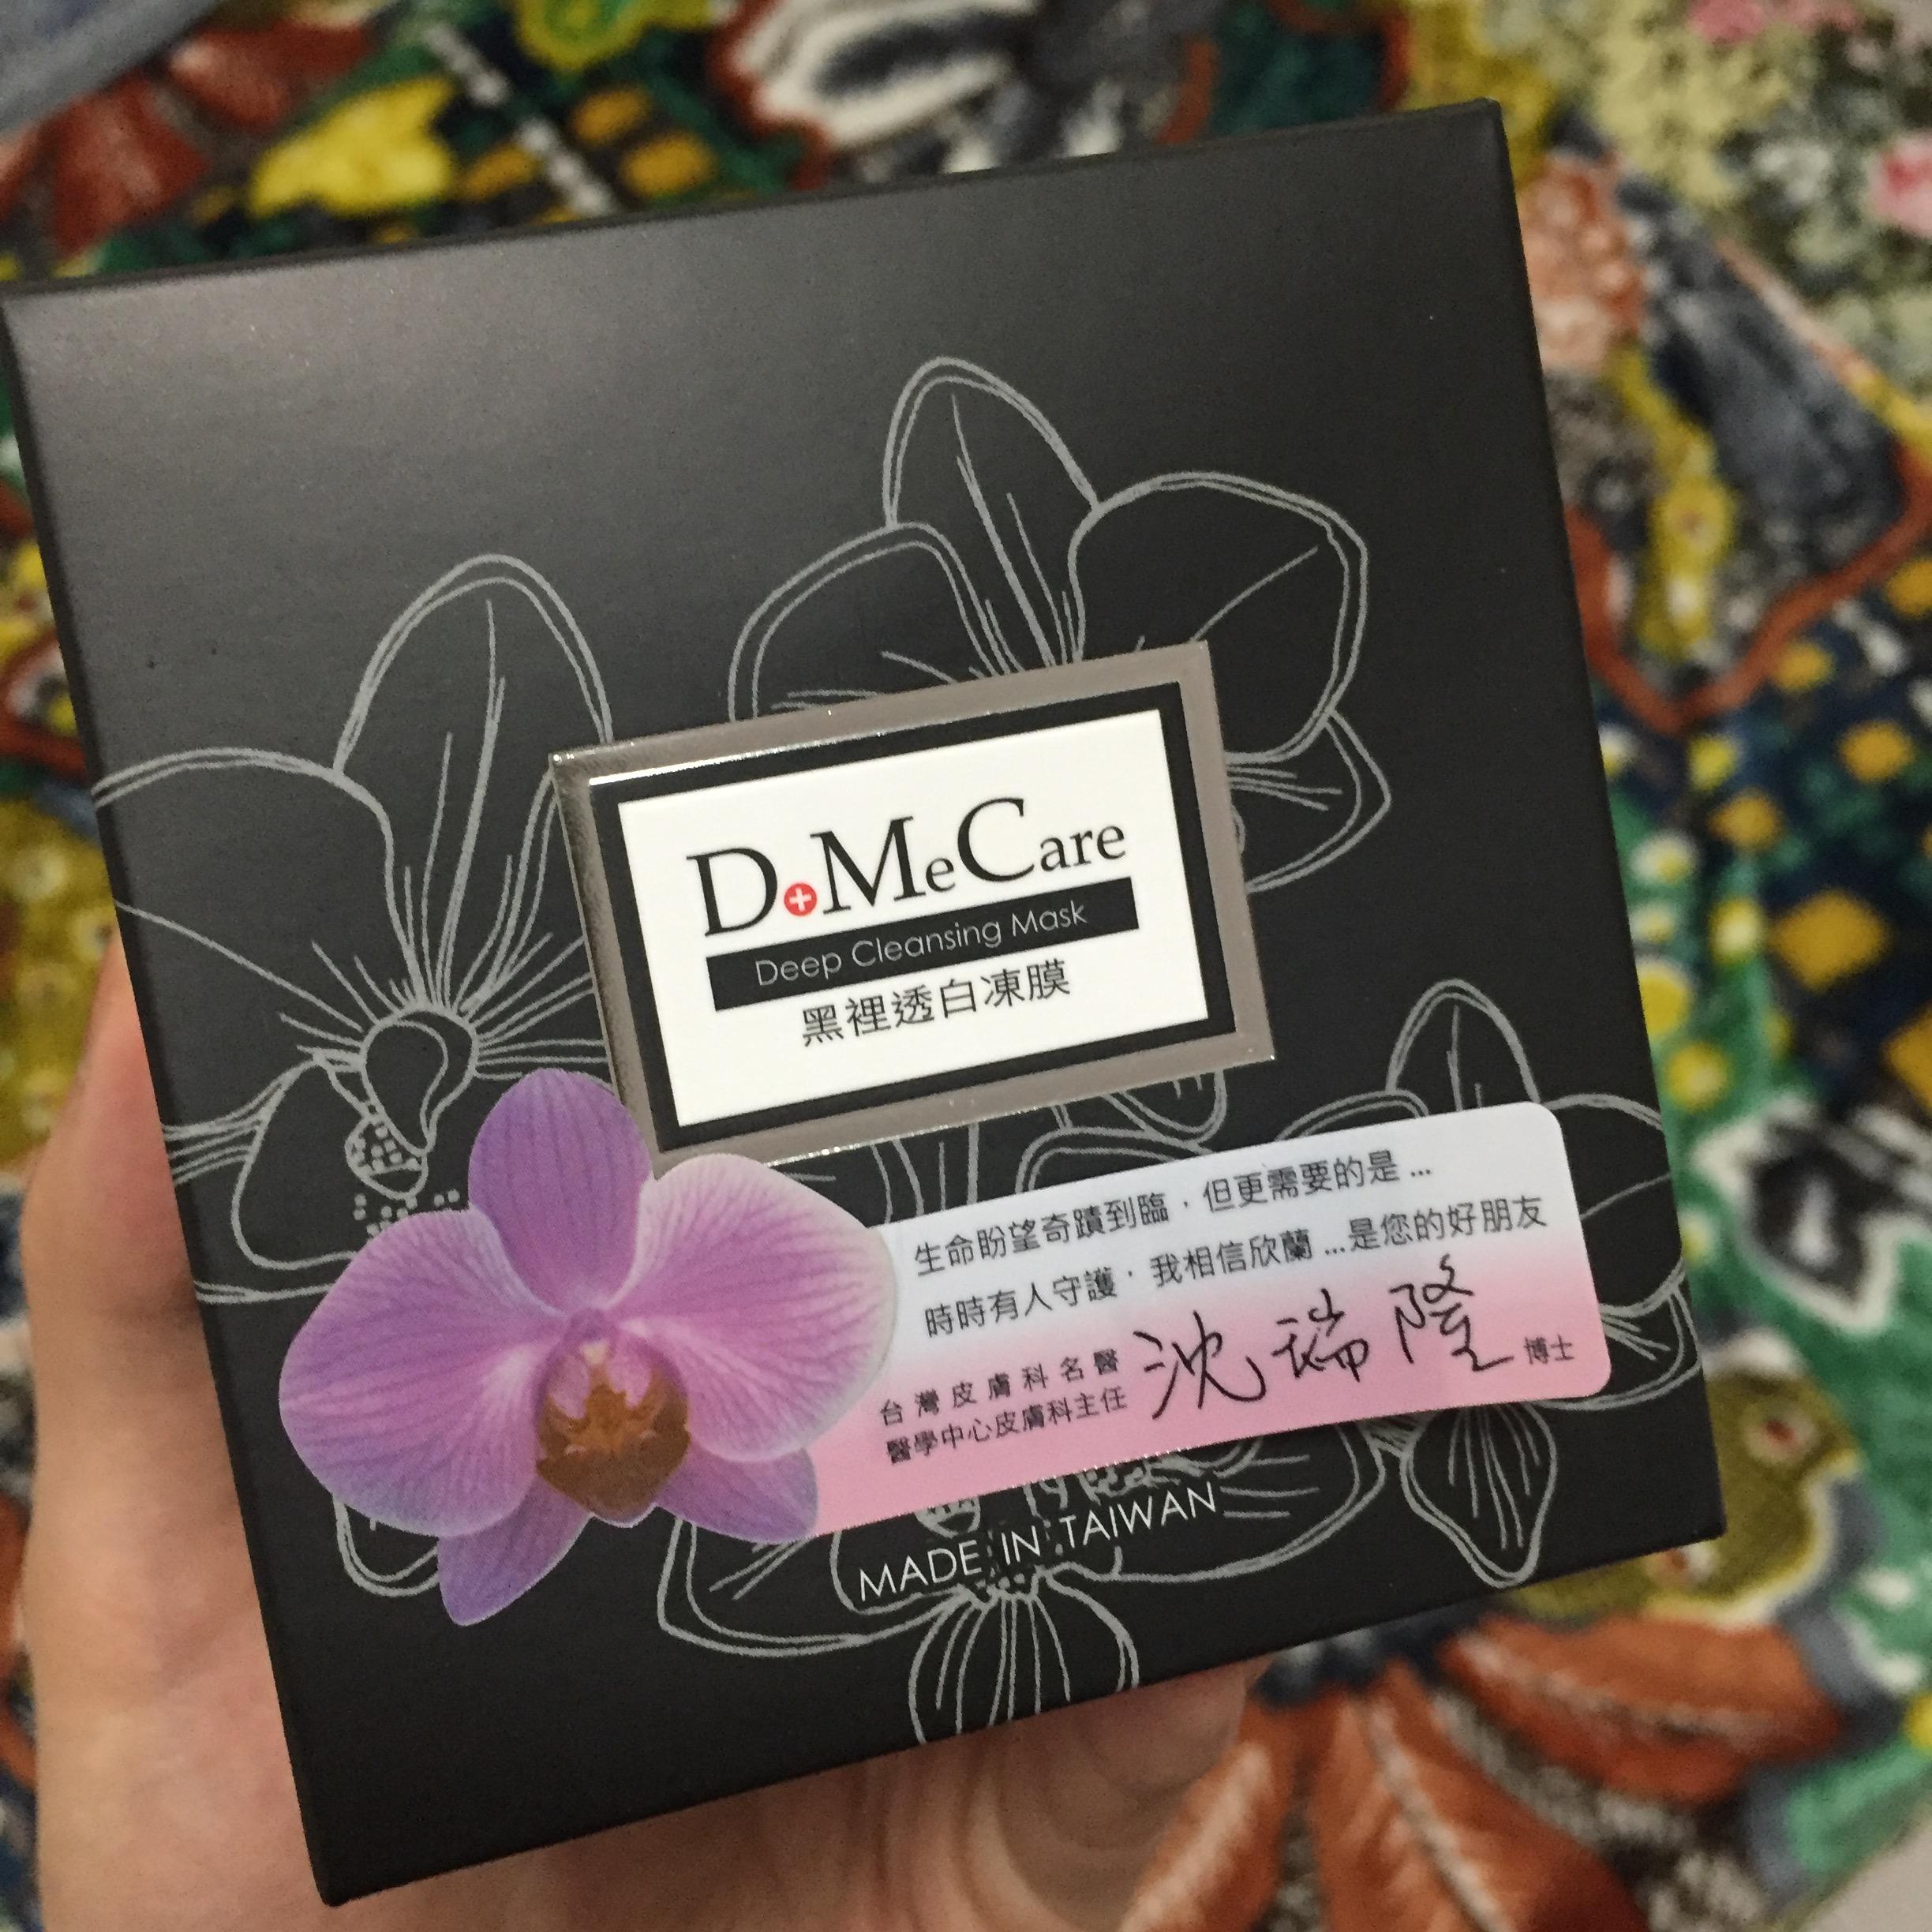 DMeCare
Deep Cleansing Mask
黑裡透白凍膜
生命盼望奇蹟到臨，但更需要的是...
時時有人守護，我相信欣蘭...是您的好朋友
台灣皮膚科名醫
醫學中心皮膚科主任
沈瑞隆 博士
MADE IN TAIWAN